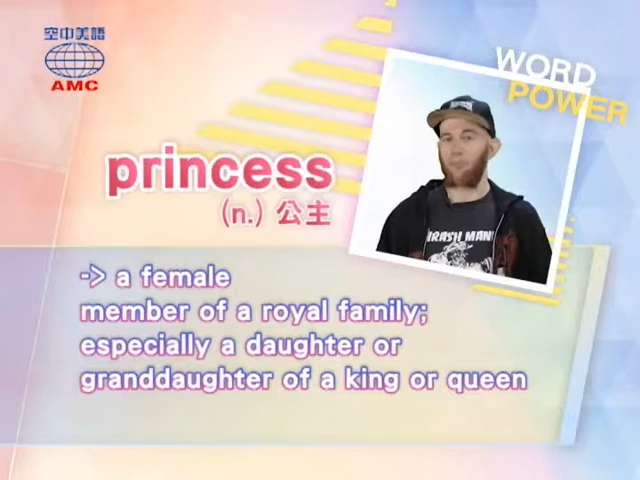 空中美語
AMC
WORD
POWER
princess
(n.) 公主
-> a female
member of a royal family;
especially a daughter or
granddaughter of a king or queen